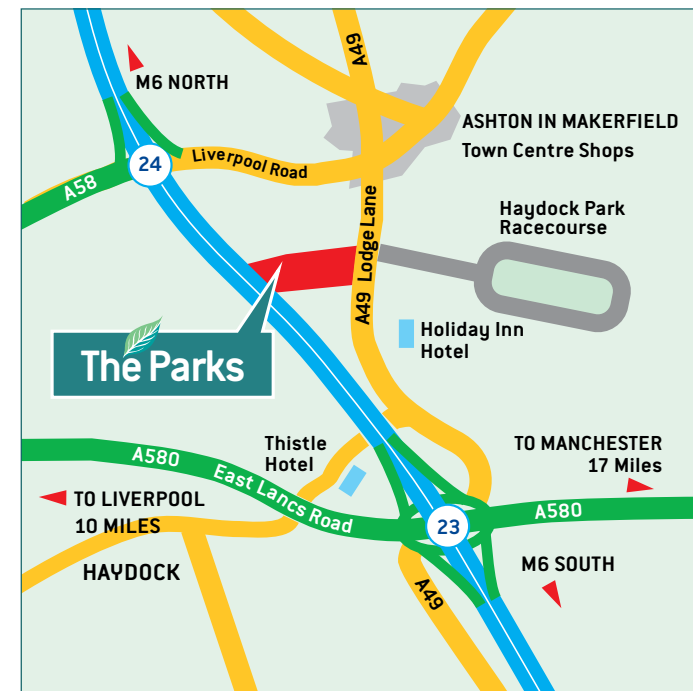 A49
M6 NORTH
ASHTON IN MAKERFIELD
Town Centre Shops
24
Liverpool Road
A58
Haydock Park
Racecourse
A49 Lodge Lane
Holiday Inn
Hotel
The Parks
Thistle
Hotel
TO MANCHESTER
17 Miles
A580
East Lancs Road
TO LIVERPOOL
10 MILES
23
A580
HAYDOCK
M6 SOUTH
A49